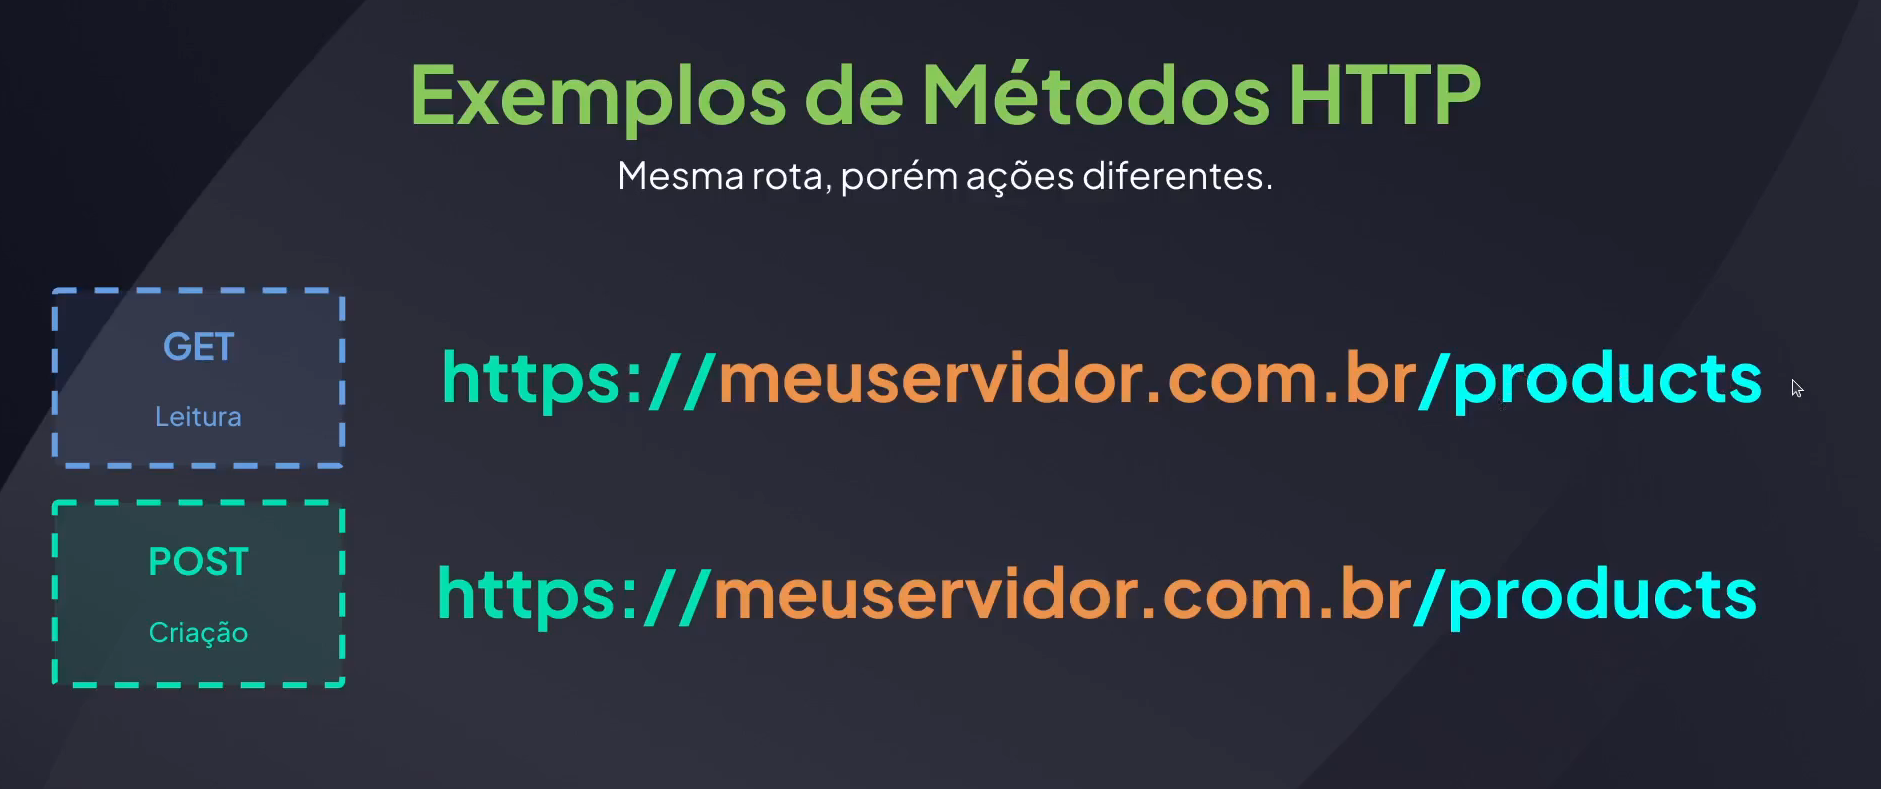 Exemplos de Métodos HTTP
Mesma rota, porém ações diferentes.
GET
Leitura
https://meuservidor.com.br/products
POST
Criação
https://meuservidor.com.br/products